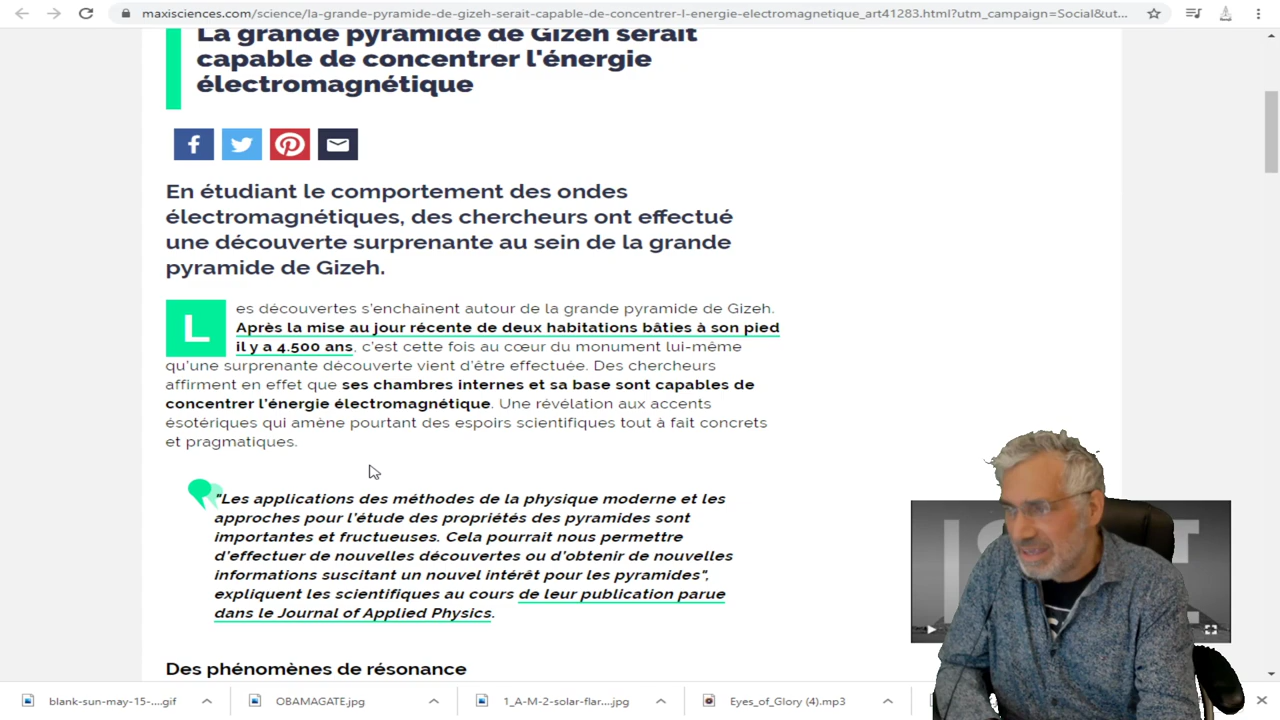 maxisciences.com/science/la-grande-pyramide-de-gizeh-serait-capable-de-concentrer-l-energie-electromagnetique_art41283.html?utm_campaign=Social&ut...
La grande pyramide de Gizeh serait
capable de concentrer l'énergie
électromagnétique
En étudiant le comportement des ondes
électromagnétiques, des chercheurs ont effectué
une découverte surprenante au sein de la grande
pyramide de Gizeh.
Les découvertes s'enchaînent autour de la grande pyramide de Gizeh.
Après la mise au jour récente de deux habitations bâties à son pied
il y a 4.500 ans, c'est cette fois au cœur du monument lui-même
qu'une surprenante découverte vient d'être effectuée. Des chercheurs
affirment en effet que ses chambres internes et sa base sont capables de
concentrer l'énergie électromagnétique. Une révélation aux accents
ésotériques qui amène pourtant des espoirs scientifiques tout à fait concrets
et pragmatiques.
"Les applications des méthodes de la physique moderne et les
approches pour l'étude des propriétés des pyramides sont
importantes et fructueuses. Cela pourrait nous permettre
d'effectuer de nouvelles découvertes ou d'obtenir de nouvelles
informations suscitant un nouvel intérêt pour les pyramides",
expliquent les scientifiques au cours de leur publication parue
dans le Journal of Applied Physics.
Des phénomènes de résonance
blank-sun-may-15-....gif
OBAMAGATE.jpg
1_A-M-2-solar-flar....jpg
Eyes_of_Glory (4).mp3